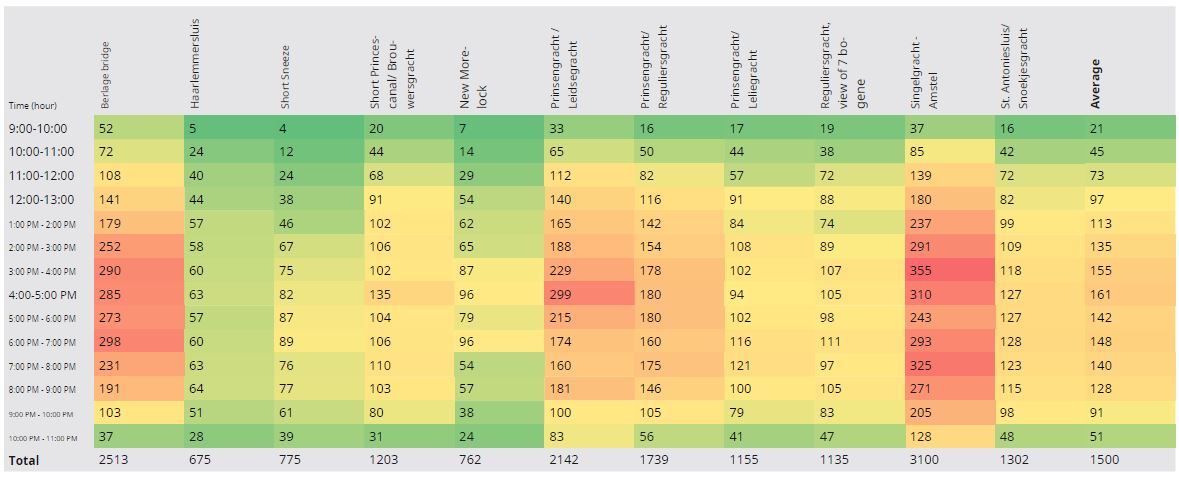 Time (hour) Berlage bridge Haarlemmersluis Short Sneeze Short Princes-canal/ Brou-wersgracht New More-lock Prinsengracht / Leidsegracht Prinsengracht/ Reguliersgracht Prinsengracht/ Leliegracht Reguliersgracht, view of 7 bo-gene Singelgracht - Amstel St. Antoniesluis/ Snoekjesgracht Average
9:00-10:00 52 5 4 20 7 33 16 17 19 37 16 21
10:00-11:00 72 24 12 44 14 65 50 44 38 85 42 45
11:00-12:00 108 40 24 68 29 112 82 57 72 139 72 73
12:00-13:00 141 44 38 91 54 140 116 91 88 180 82 97
1:00 PM - 2:00 PM 179 57 46 102 62 165 142 84 74 237 99 113
2:00 PM - 3:00 PM 252 58 67 106 65 188 154 108 89 291 109 135
3:00 PM - 4:00 PM 290 60 75 102 87 229 178 102 107 355 118 155
4:00-5:00 PM 285 63 82 135 96 299 180 94 105 310 127 161
5:00 PM - 6:00 PM 273 57 87 104 79 215 180 102 98 243 127 142
6:00 PM - 7:00 PM 298 60 89 106 96 174 160 116 111 293 128 148
7:00 PM - 8:00 PM 231 63 76 110 54 160 175 121 97 325 123 140
8:00 PM - 9:00 PM 191 64 77 103 57 181 146 100 105 271 115 128
9:00 PM - 10:00 PM 103 51 61 80 38 100 105 79 83 205 98 91
10:00 PM - 11:00 PM 37 28 39 31 24 83 56 41 47 128 48 51
Total 2513 675 775 1203 762 2142 1739 1155 1135 3100 1302 1500